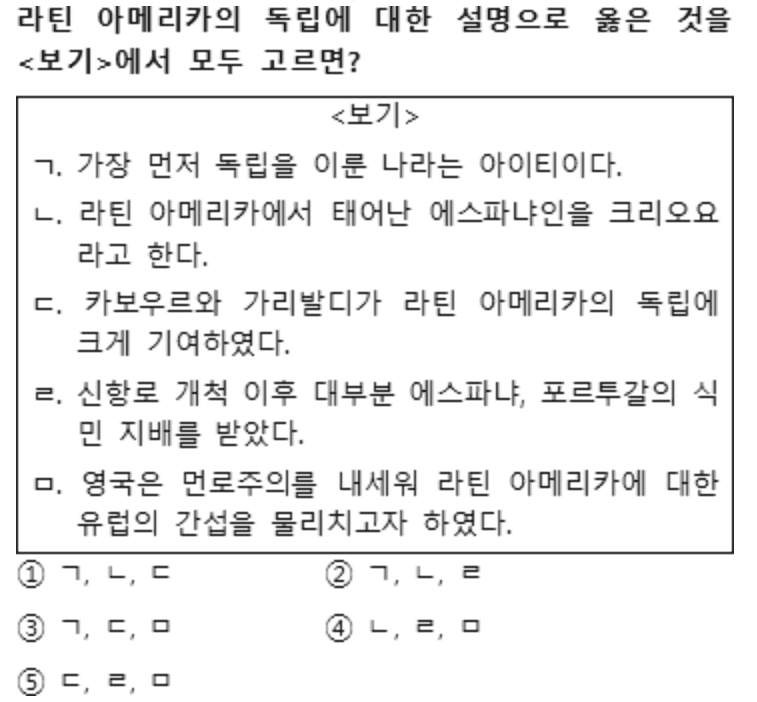 라틴 아메리카의 독립에 대한 설명으로 옳은 것을
<보기>에서 모두 고르면?
<보기>
ㄱ. 가장 먼저 독립을 이룬 나라는 아이티이다.
ㄴ. 라틴 아메리카에서 태어난 에스파냐인을 크리오요
라고 한다.
ㄷ. 카보우르와 가리발디가 라틴 아메리카의 독립에
크게 기여하였다.
ㄹ. 신항로 개척 이후 대부분 에스파냐, 포르투갈의 식
민 지배를 받았다.
ㅁ. 영국은 먼로주의를 내세워 라틴 아메리카에 대한
유럽의 간섭을 물리치고자 하였다.
① ㄱ, ㄴ, ㄷ ② ㄱ, ㄴ, ㄹ
③ ㄱ, ㄷ, ㅁ ④ ㄴ, ㄹ, ㅁ
⑤ ㄷ, ㄹ, ㅁ